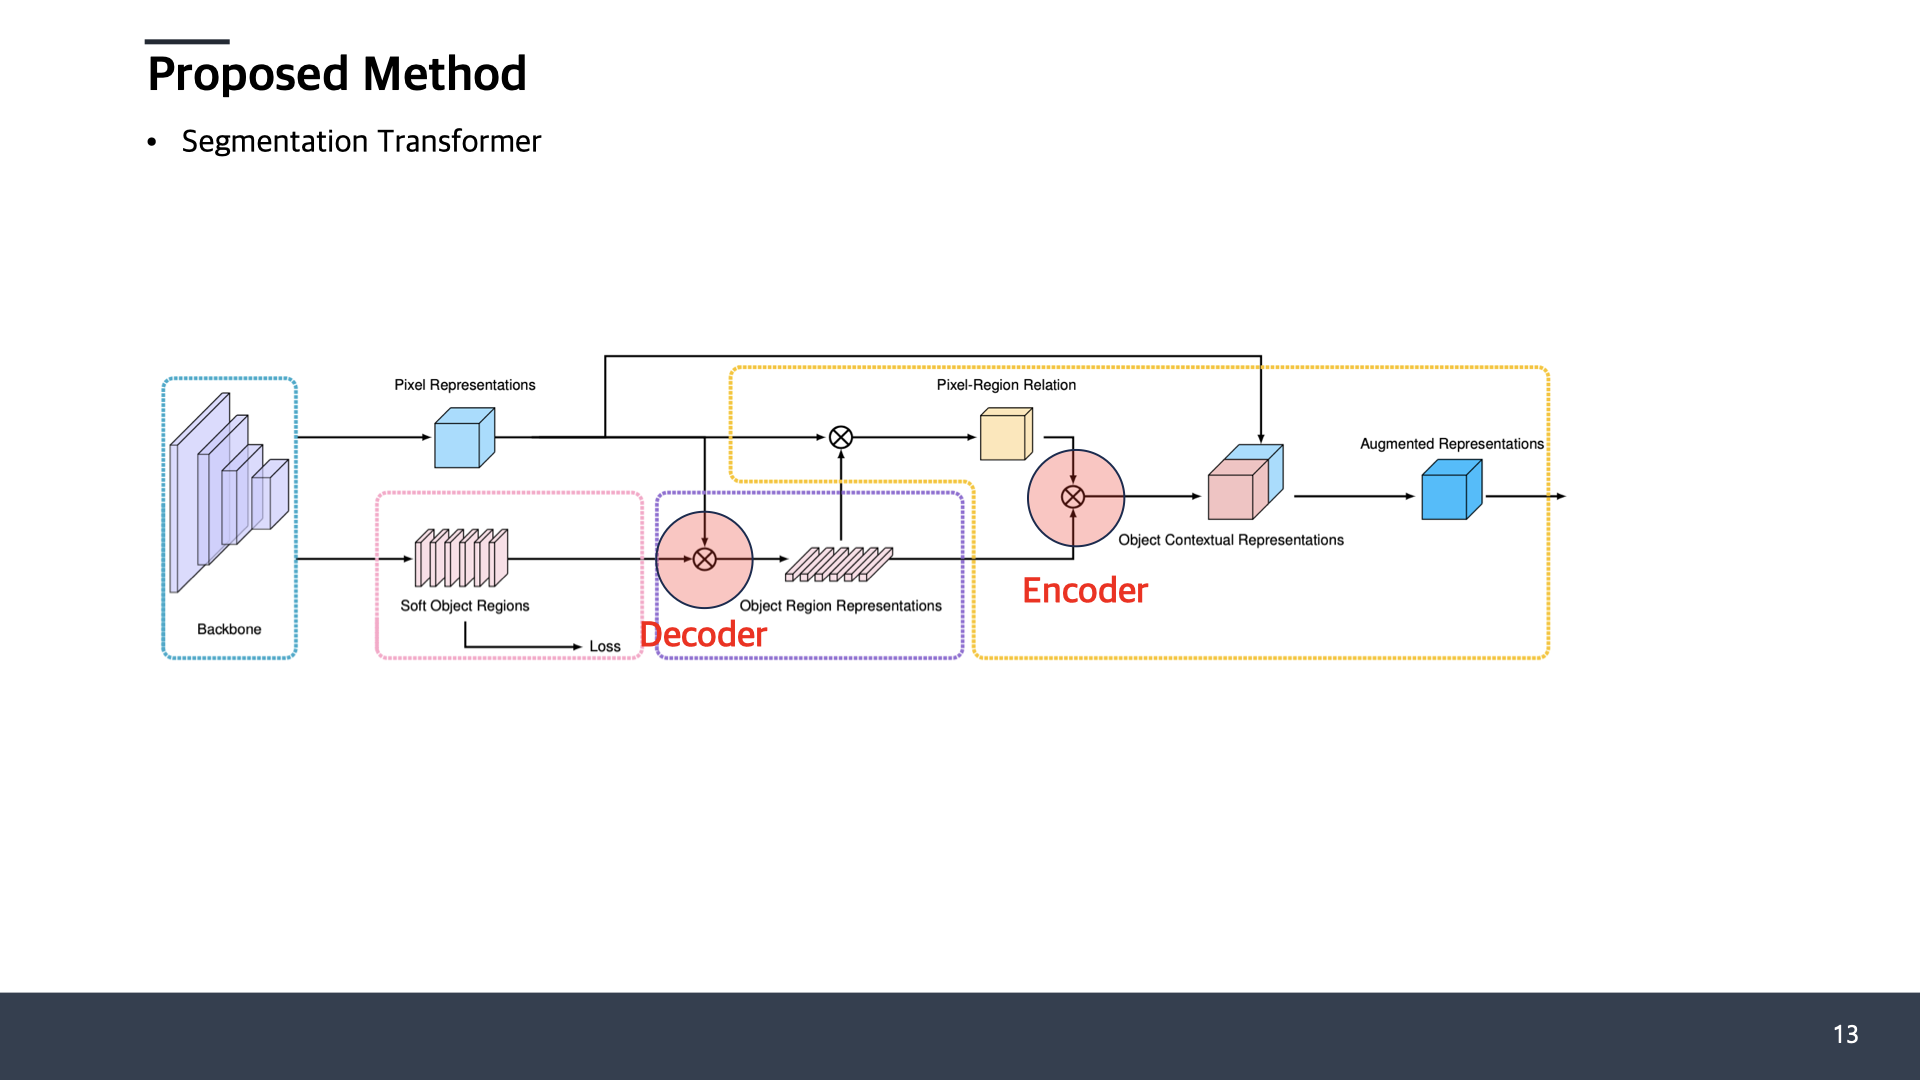 Proposed Method
• Segmentation Transformer
Pixel Representations
Pixel-Region Relation
Augmented Representations
Object Contextual Representations
Encoder
Soft Object Regions
Object Region Representations
Backbone
Decoder
Loss
13